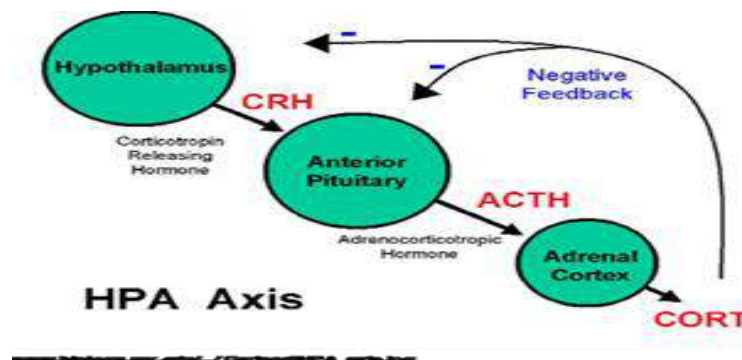 Hypothalamus
CRH
Corticotropin
Releasing
Hormone
-
-
Negative
Feedback
Anterior
Pituitary
ACTH
Adrenocorticotropic
Hormone
Adrenal
Cortex
CORT
HPA Axis